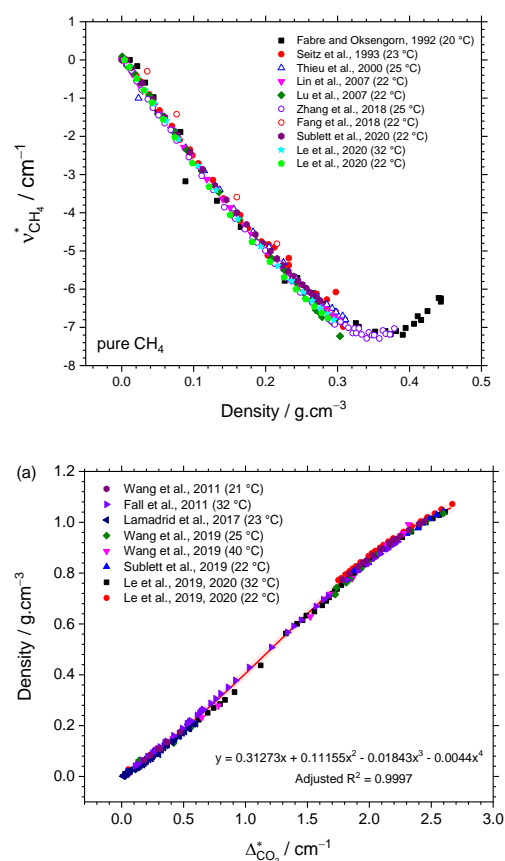 1
0
-1
-2
-3
-4
-5
-6
-7
-8
ν*CH4 / cm⁻¹
Fabre and Oksengorn, 1992 (20 °C)
Seitz et al., 1993 (23 °C)
Thieu et al., 2000 (25 °C)
Lin et al., 2007 (22 °C)
Lu et al., 2007 (22 °C)
Zhang et al., 2018 (25 °C)
Fang et al., 2018 (22 °C)
Sublett et al., 2020 (22 °C)
Le et al., 2020 (32 °C)
Le et al., 2020 (22 °C)
pure CH₄
0.0 0.1 0.2 0.3 0.4 0.5
Density / g.cm⁻³
(a)
1.2
1.0
0.8
0.6
0.4
0.2
0.0
Density / g.cm⁻³
Wang et al., 2011 (21 °C)
Fall et al., 2011 (32 °C)
Lamadrid et al., 2017 (23 °C)
Wang et al., 2019 (25 °C)
Wang et al., 2019 (40 °C)
Sublett et al., 2019 (22 °C)
Le et al., 2019, 2020 (32 °C)
Le et al., 2019, 2020 (22 °C)
y = 0.31273x + 0.11155x² - 0.01843x³ - 0.0044x⁴
Adjusted R² = 0.9997
0.0 0.5 1.0 1.5 2.0 2.5 3.0
Δ*CO2 / cm⁻¹